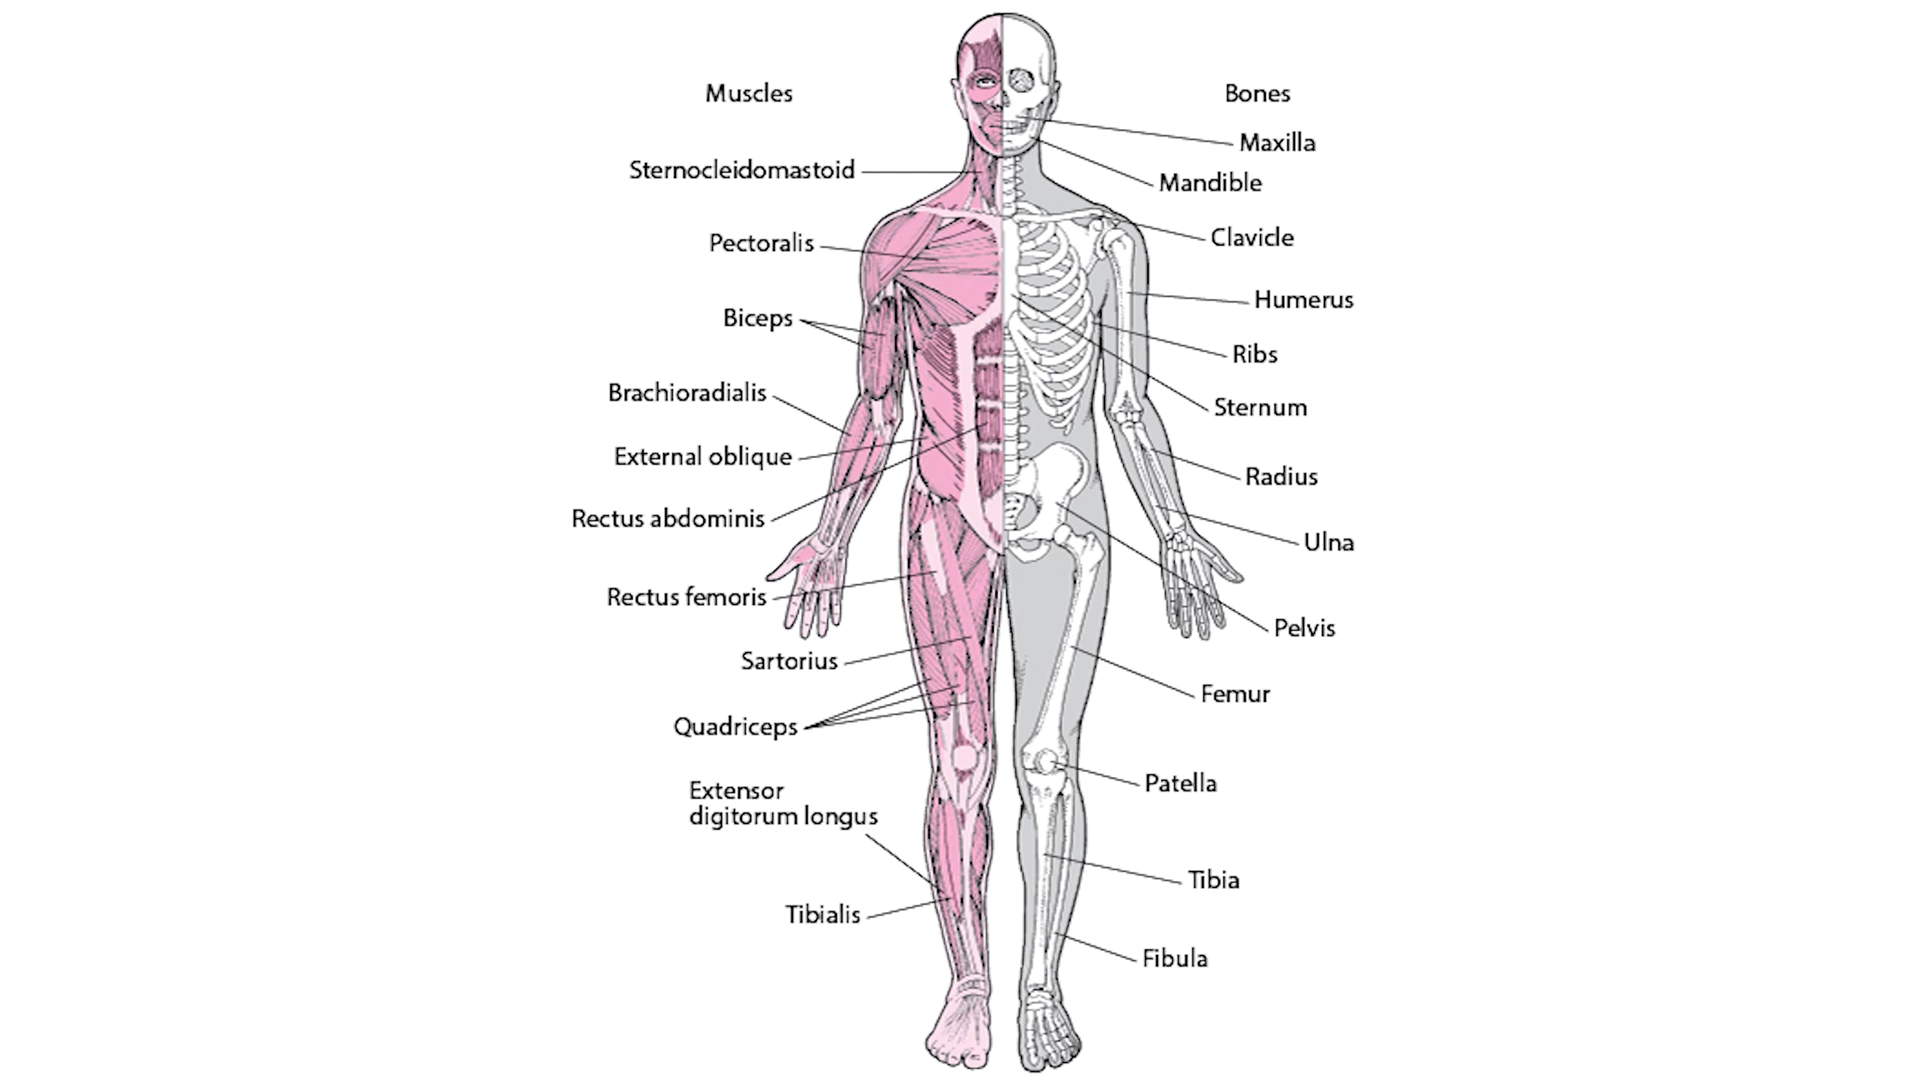 Muscles
Sternocleidomastoid
Pectoralis
Biceps
Brachioradialis
External oblique
Rectus abdominis
Rectus femoris
Sartorius
Quadriceps
Extensor
digitorum longus
Tibialis
Bones
Maxilla
Mandible
Clavicle
Humerus
Ribs
Sternum
Radius
Ulna
Pelvis
Femur
Patella
Tibia
Fibula